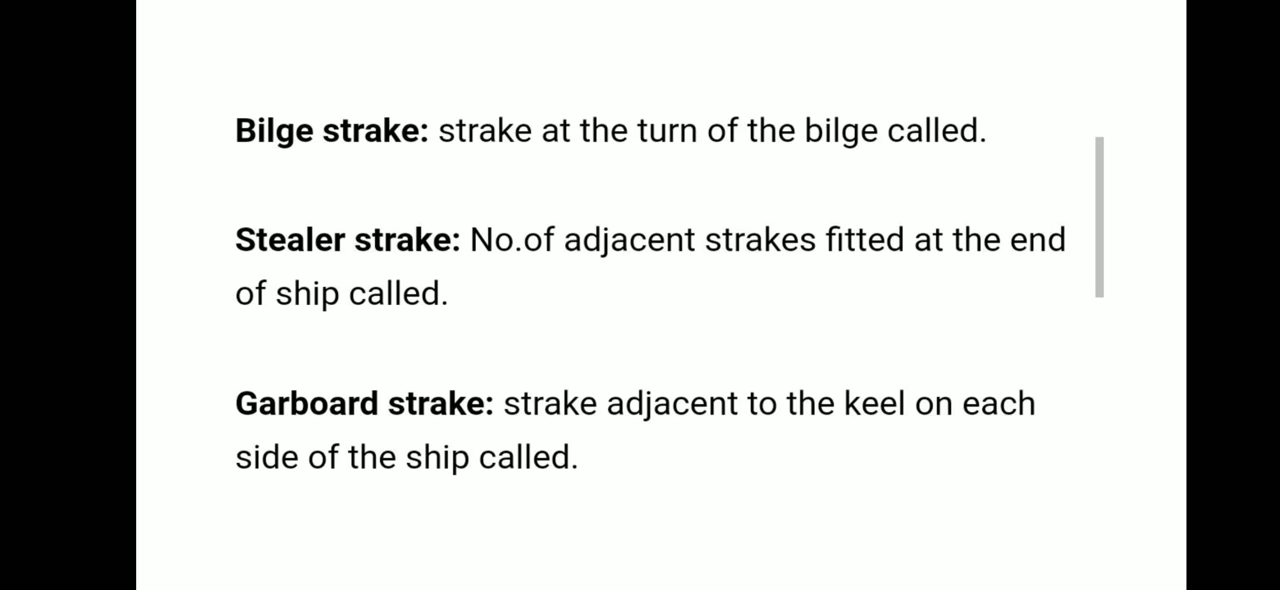 Bilge strake: strake at the turn of the bilge called.
Stealer strake: No.of adjacent strakes fitted at the end
of ship called.
Garboard strake: strake adjacent to the keel on each
side of the ship called.